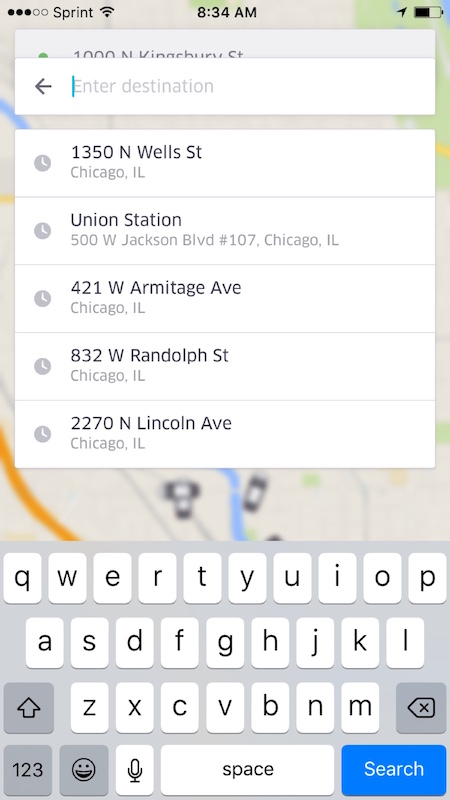 Sprint 8:34 AM
1000 N Kingsbury St
Enter destination
1350 N Wells St
Chicago, IL
Union Station
500 W Jackson Blvd #107, Chicago, IL
421 W Armitage Ave
Chicago, IL
832 W Randolph St
Chicago, IL
2270 N Lincoln Ave
Chicago, IL
q w e r t y u i o p
a s d f g h j k l
z x c v b n m
123 space Search